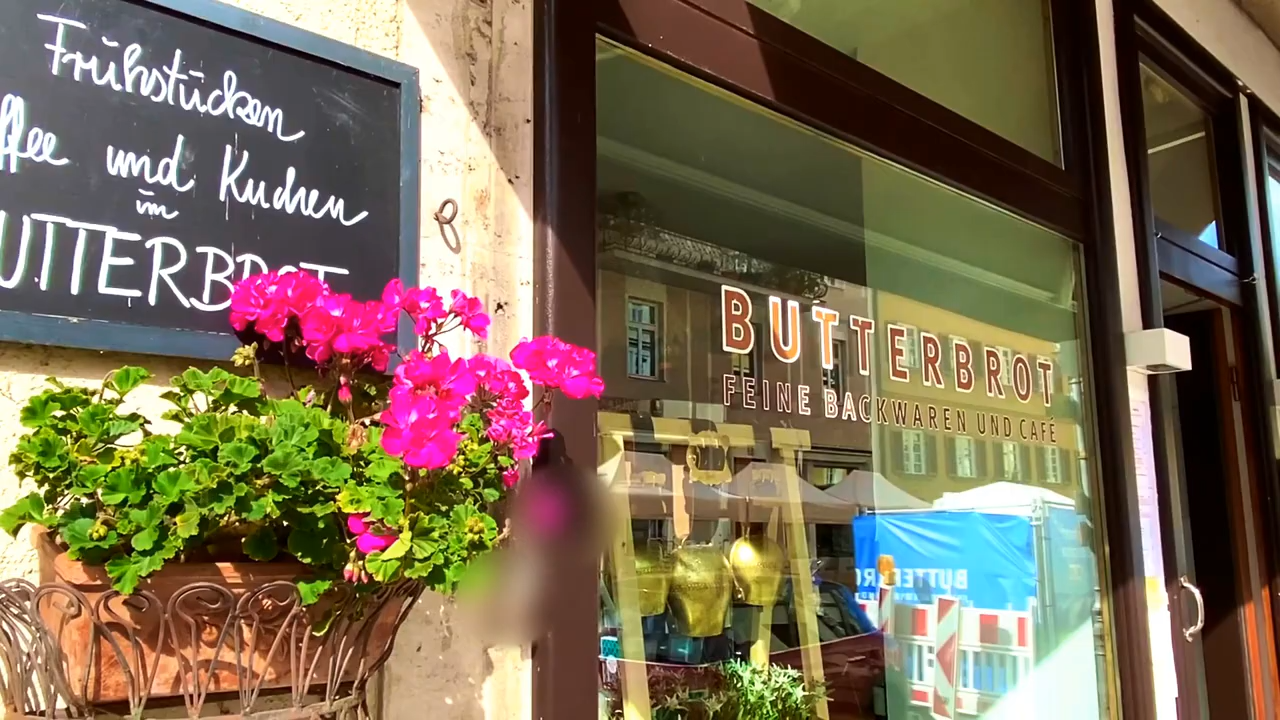 Frühstücken
ffee und Kuchen
im
UTTERBROT
BUTTERBROT
FEINE BACKWAREN UND CAFÉ